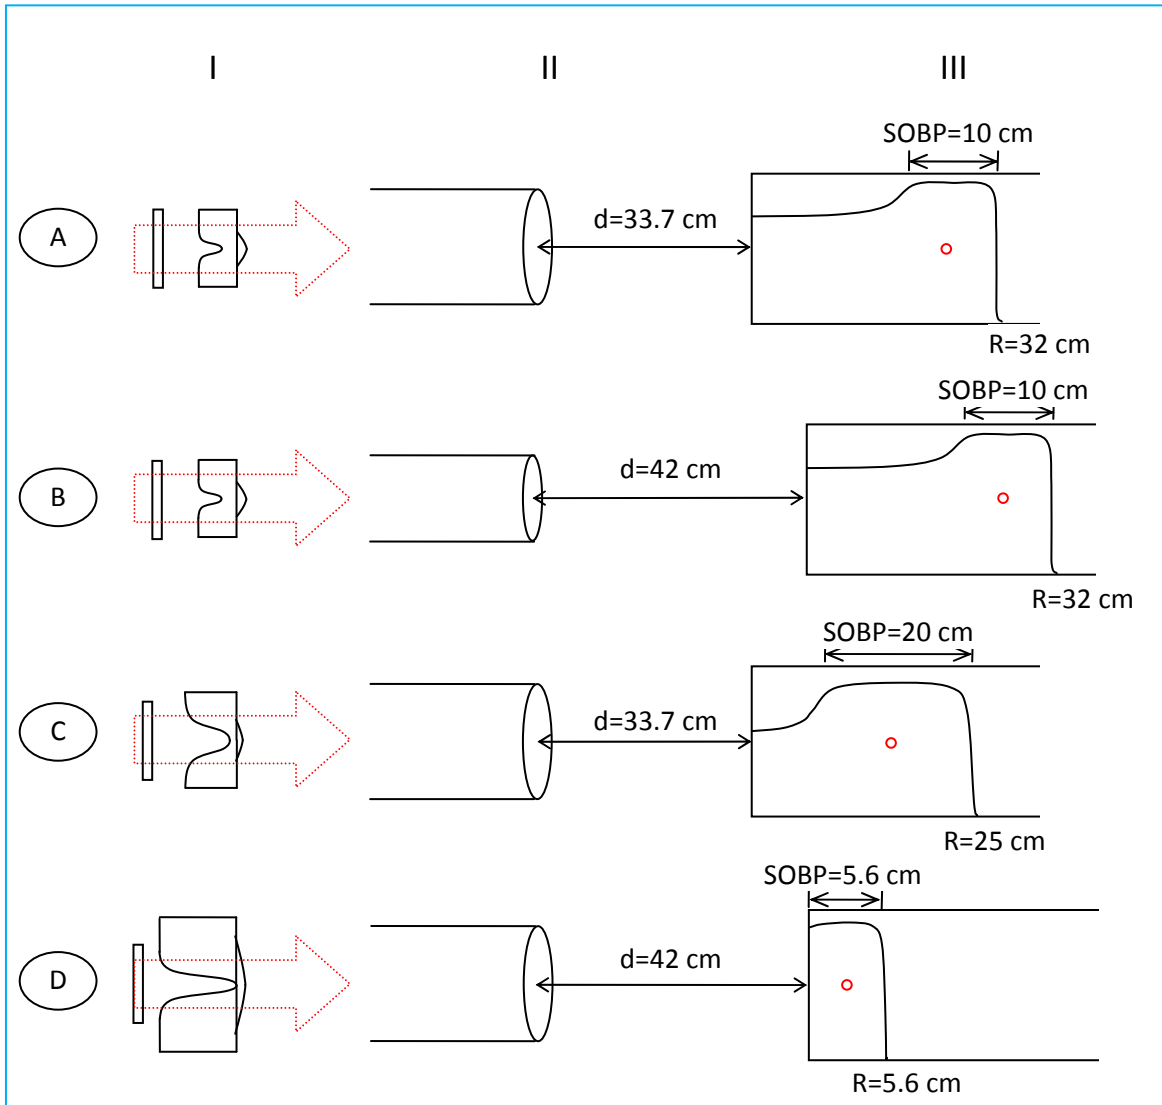 I II III
SOBP=10 cm
A
d=33.7 cm
R=32 cm
SOBP=10 cm
B
d=42 cm
R=32 cm
SOBP=20 cm
C
d=33.7 cm
R=25 cm
SOBP=5.6 cm
D
d=42 cm
R=5.6 cm